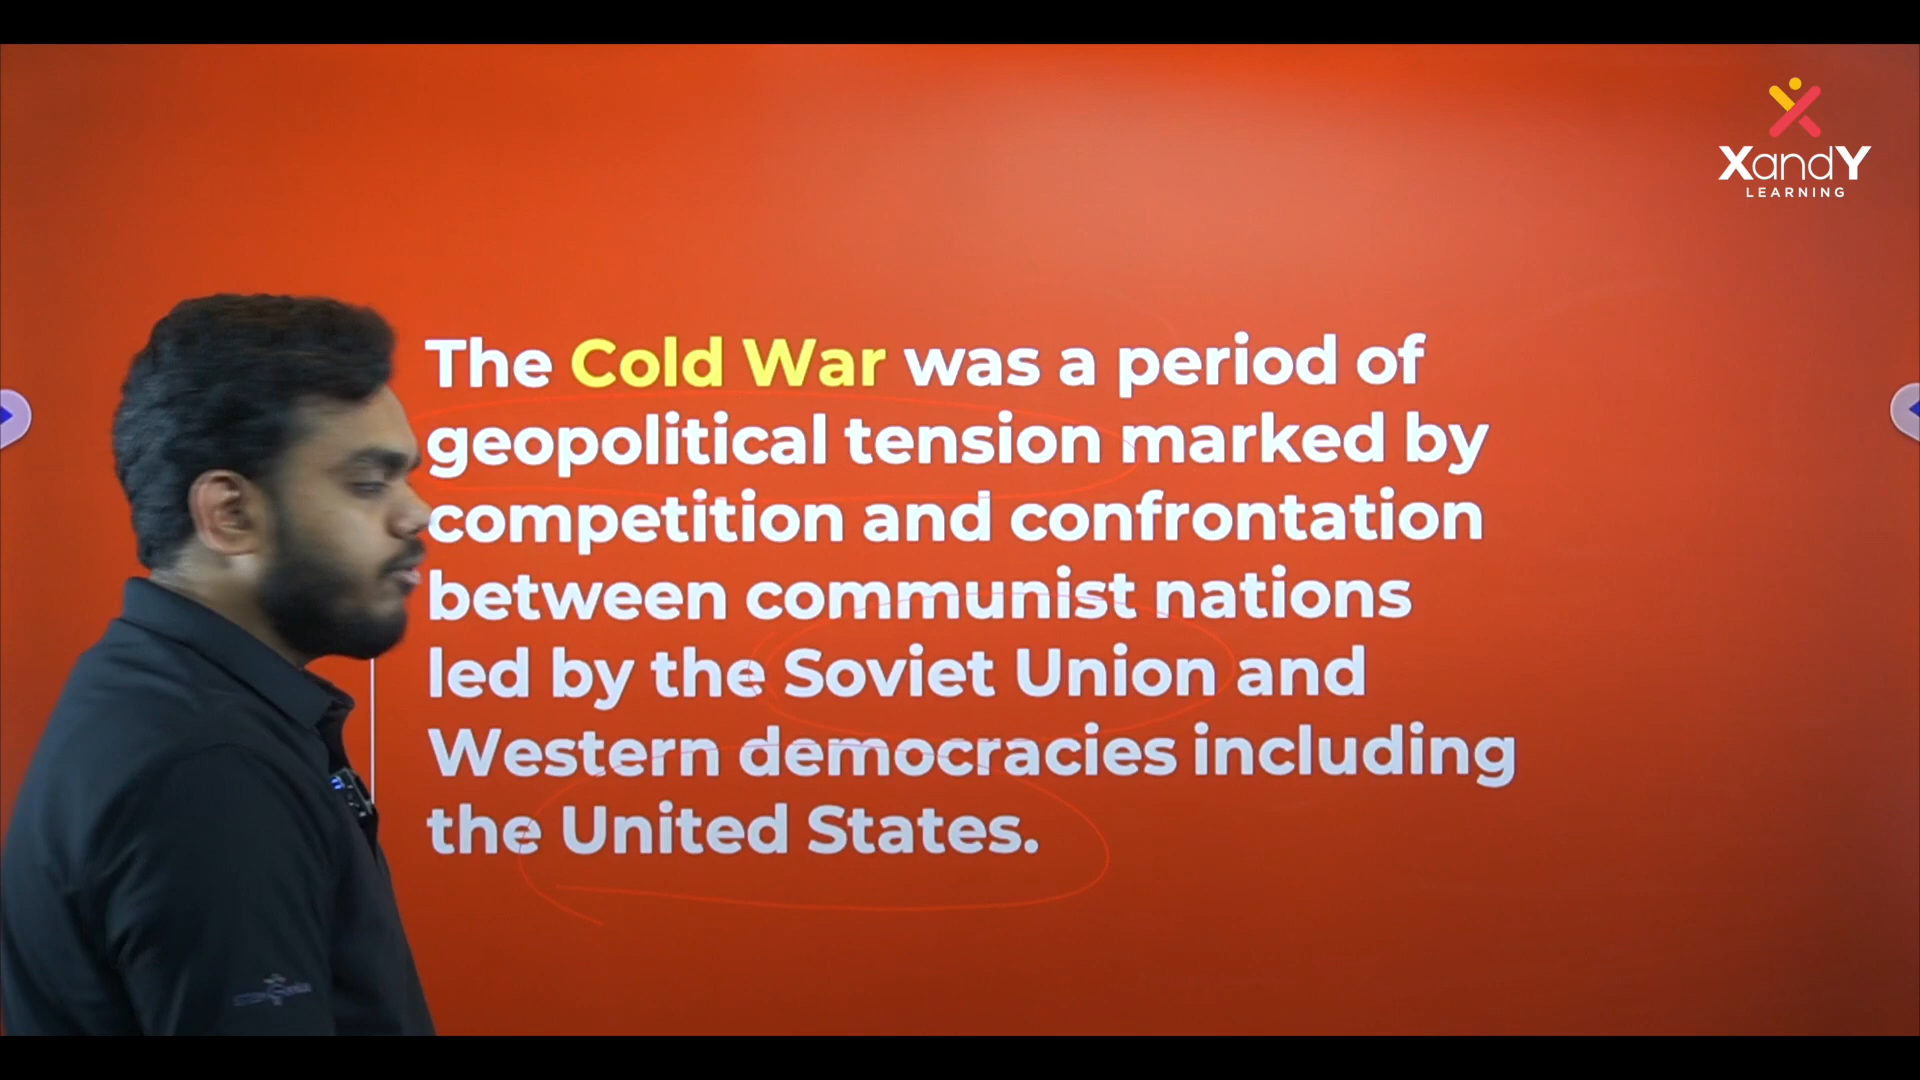 XandY
LEARNING
The Cold War was a period of
geopolitical tension marked by
competition and confrontation
between communist nations
led by the Soviet Union and
Western democracies including
the United States.